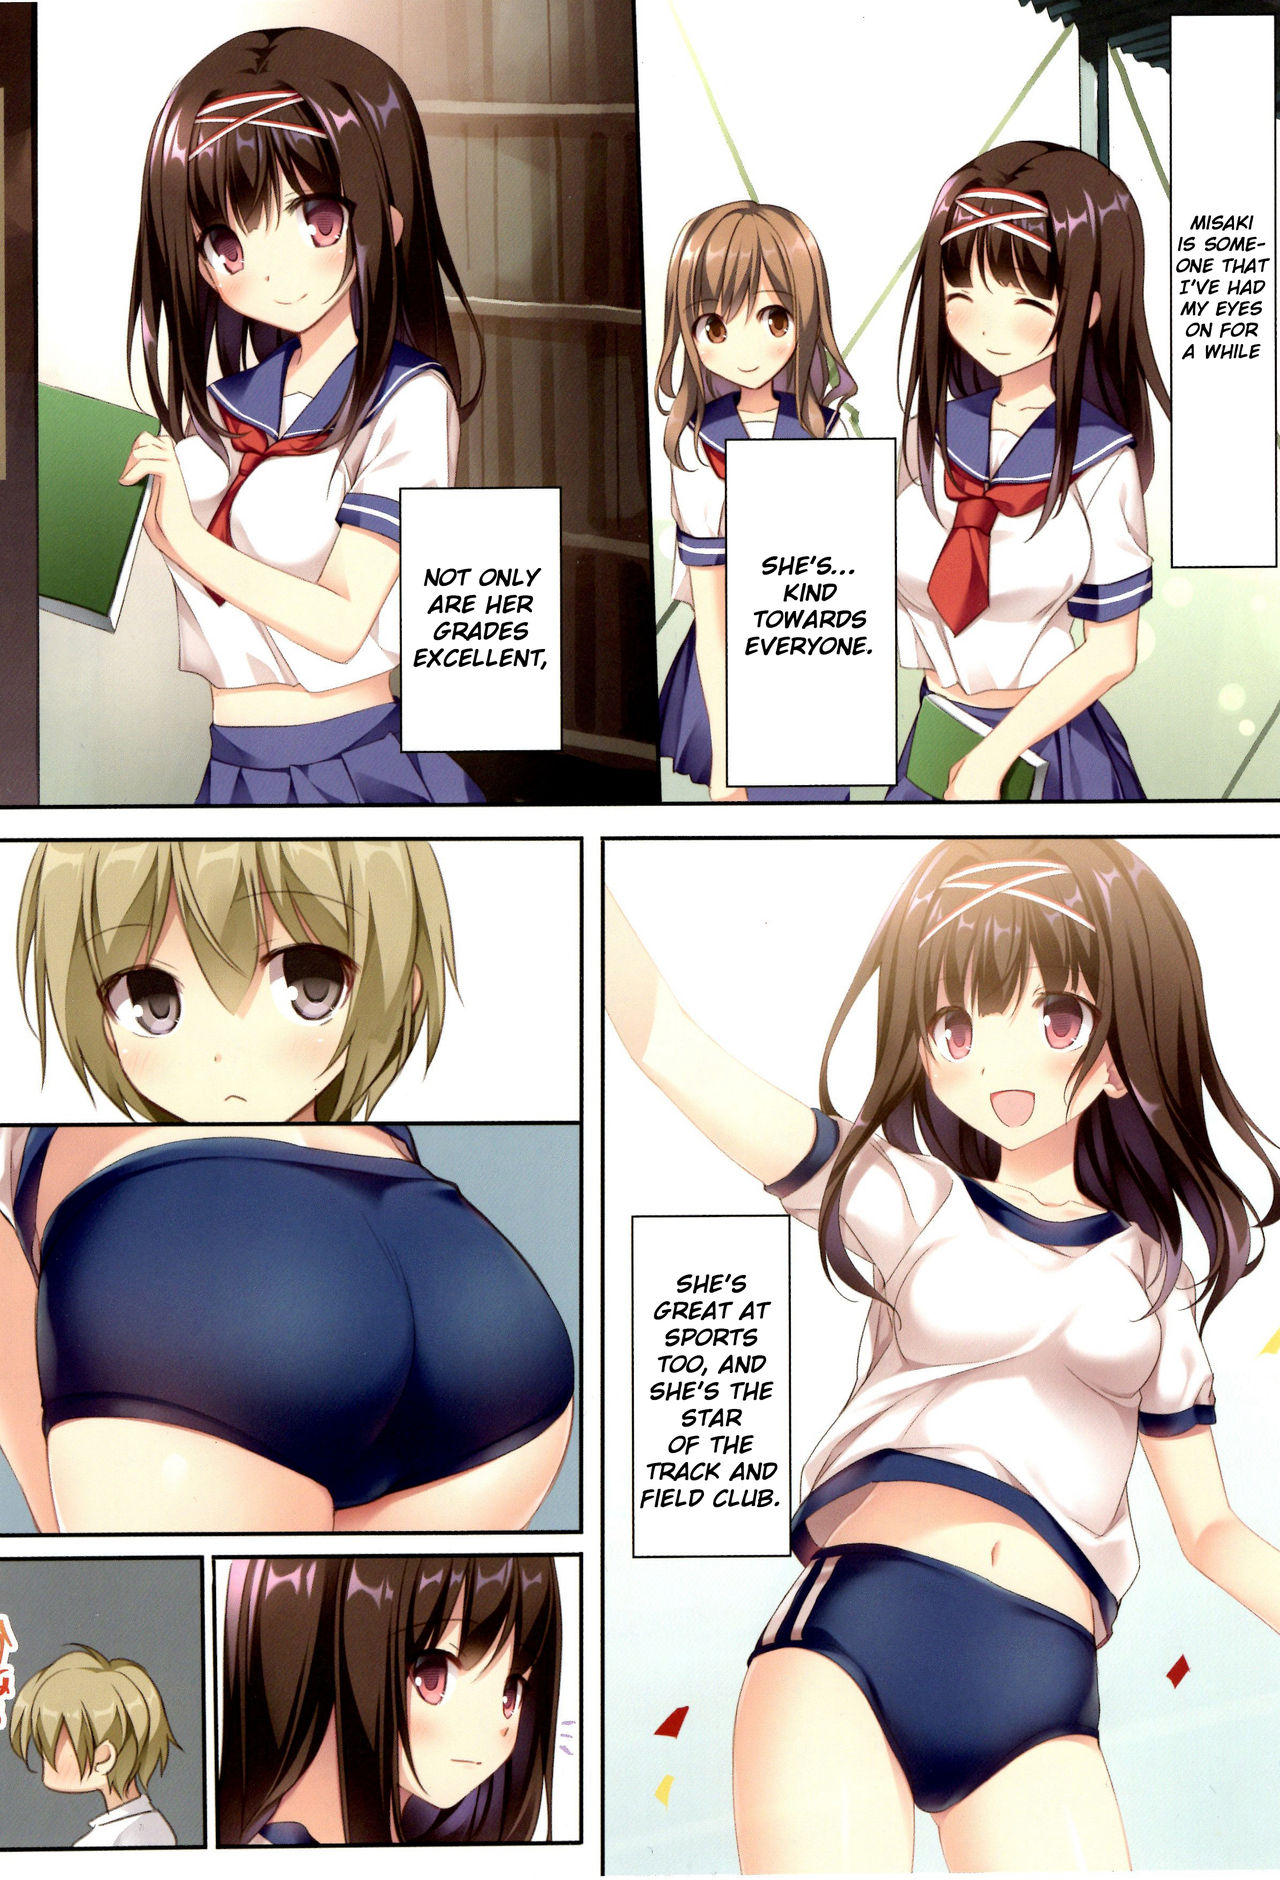 MISAKI
IS SOME-
ONE THAT
I'VE HAD
MY EYES
ON FOR
A WHILE
SHE'S...
KIND
TOWARDS
EVERYONE.
NOT ONLY
ARE HER
GRADES
EXCELLENT,
SHE'S
GREAT AT
SPORTS
TOO, AND
SHE'S THE
STAR
OF THE
TRACK AND
FIELD CLUB.